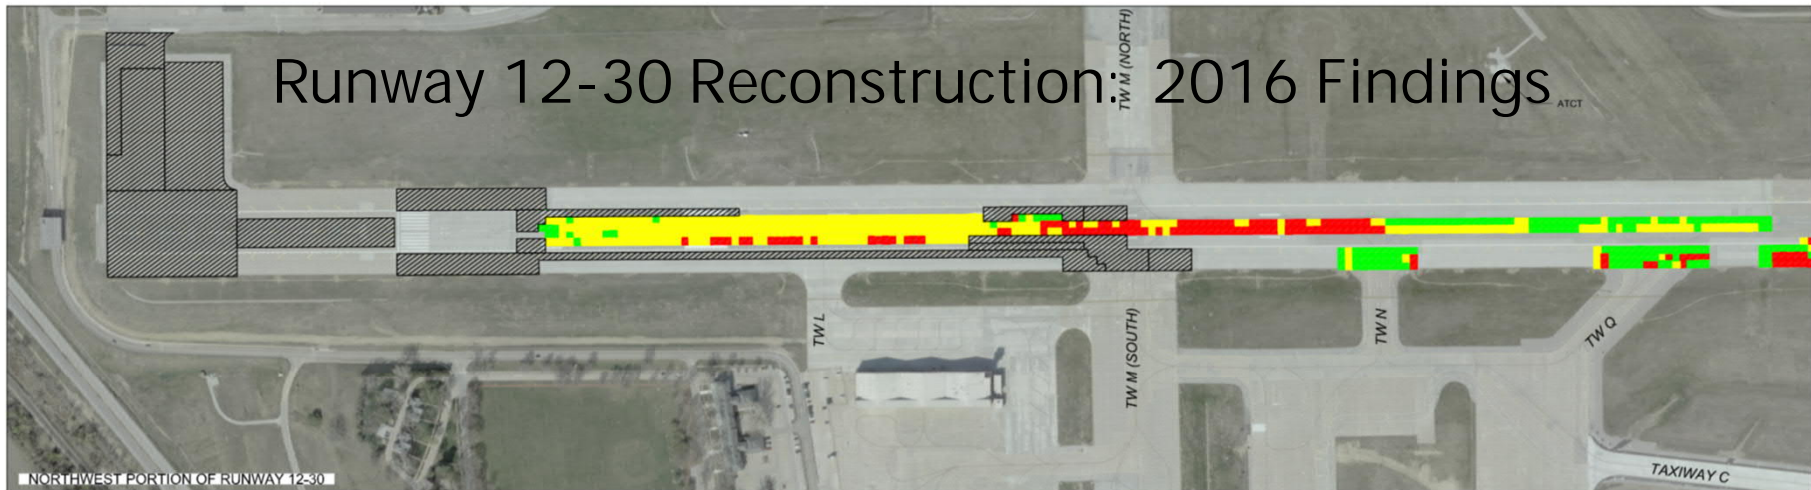 Runway 12-30 Reconstruction: 2016 Findings
TW M (NORTH)
ATCT
TW L
TW M (SOUTH)
TW N
TW Q
TAXIWAY C
NORTHWEST PORTION OF RUNWAY 12-30